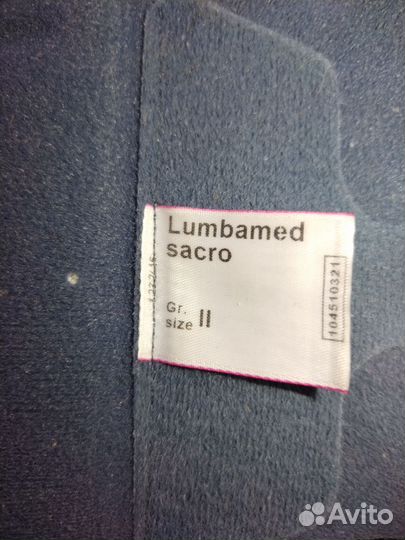 Lumbamed
sacro
Gr.
size II
104510321
Avito